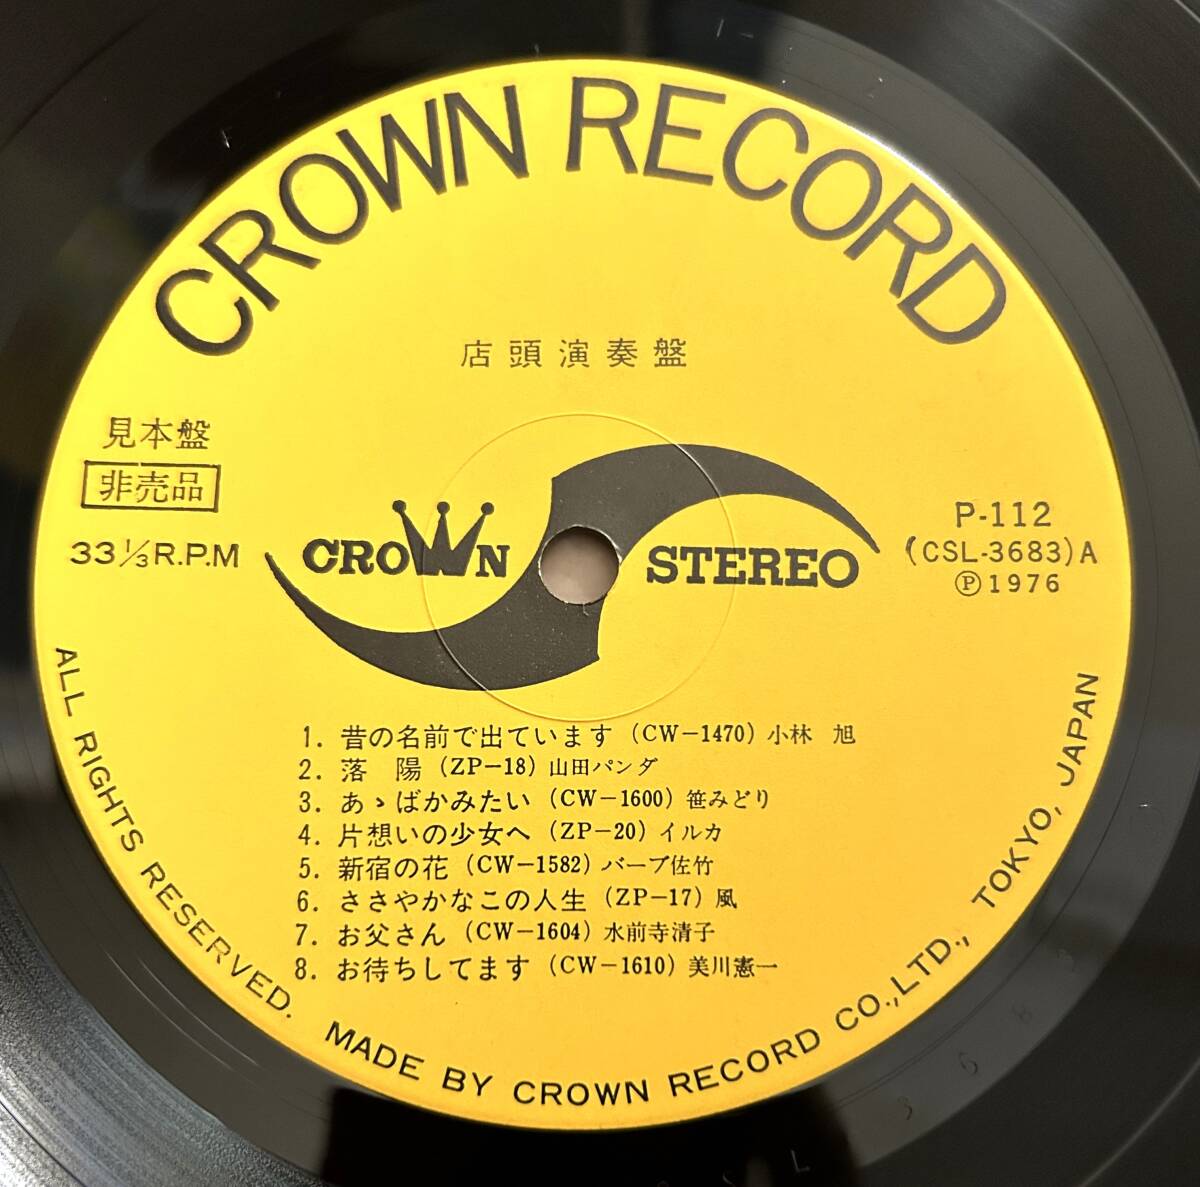 CROWN RECORD
店頭演奏盤
見本盤
非売品
33 1/3 R.P.M
CROWN STEREO
P-112
(CSL-3683)A
Ⓟ1976
1. 昔の名前で出ています (CW-1470) 小林 旭
2. 落 陽 (ZP-18) 山田パンダ
3. あゝばかみたい (CW-1600) 笹みどり
4. 片想いの少女へ (ZP-20) イルカ
5. 新宿の花 (CW-1582) バーブ佐竹
6. ささやかなこの人生 (ZP-17) 風
7. お父さん (CW-1604) 水前寺清子
8. お待ちしてます (CW-1610) 美川憲一
ALL RIGHTS RESERVED. MADE BY CROWN RECORD CO.,LTD., TOKYO, JAPAN